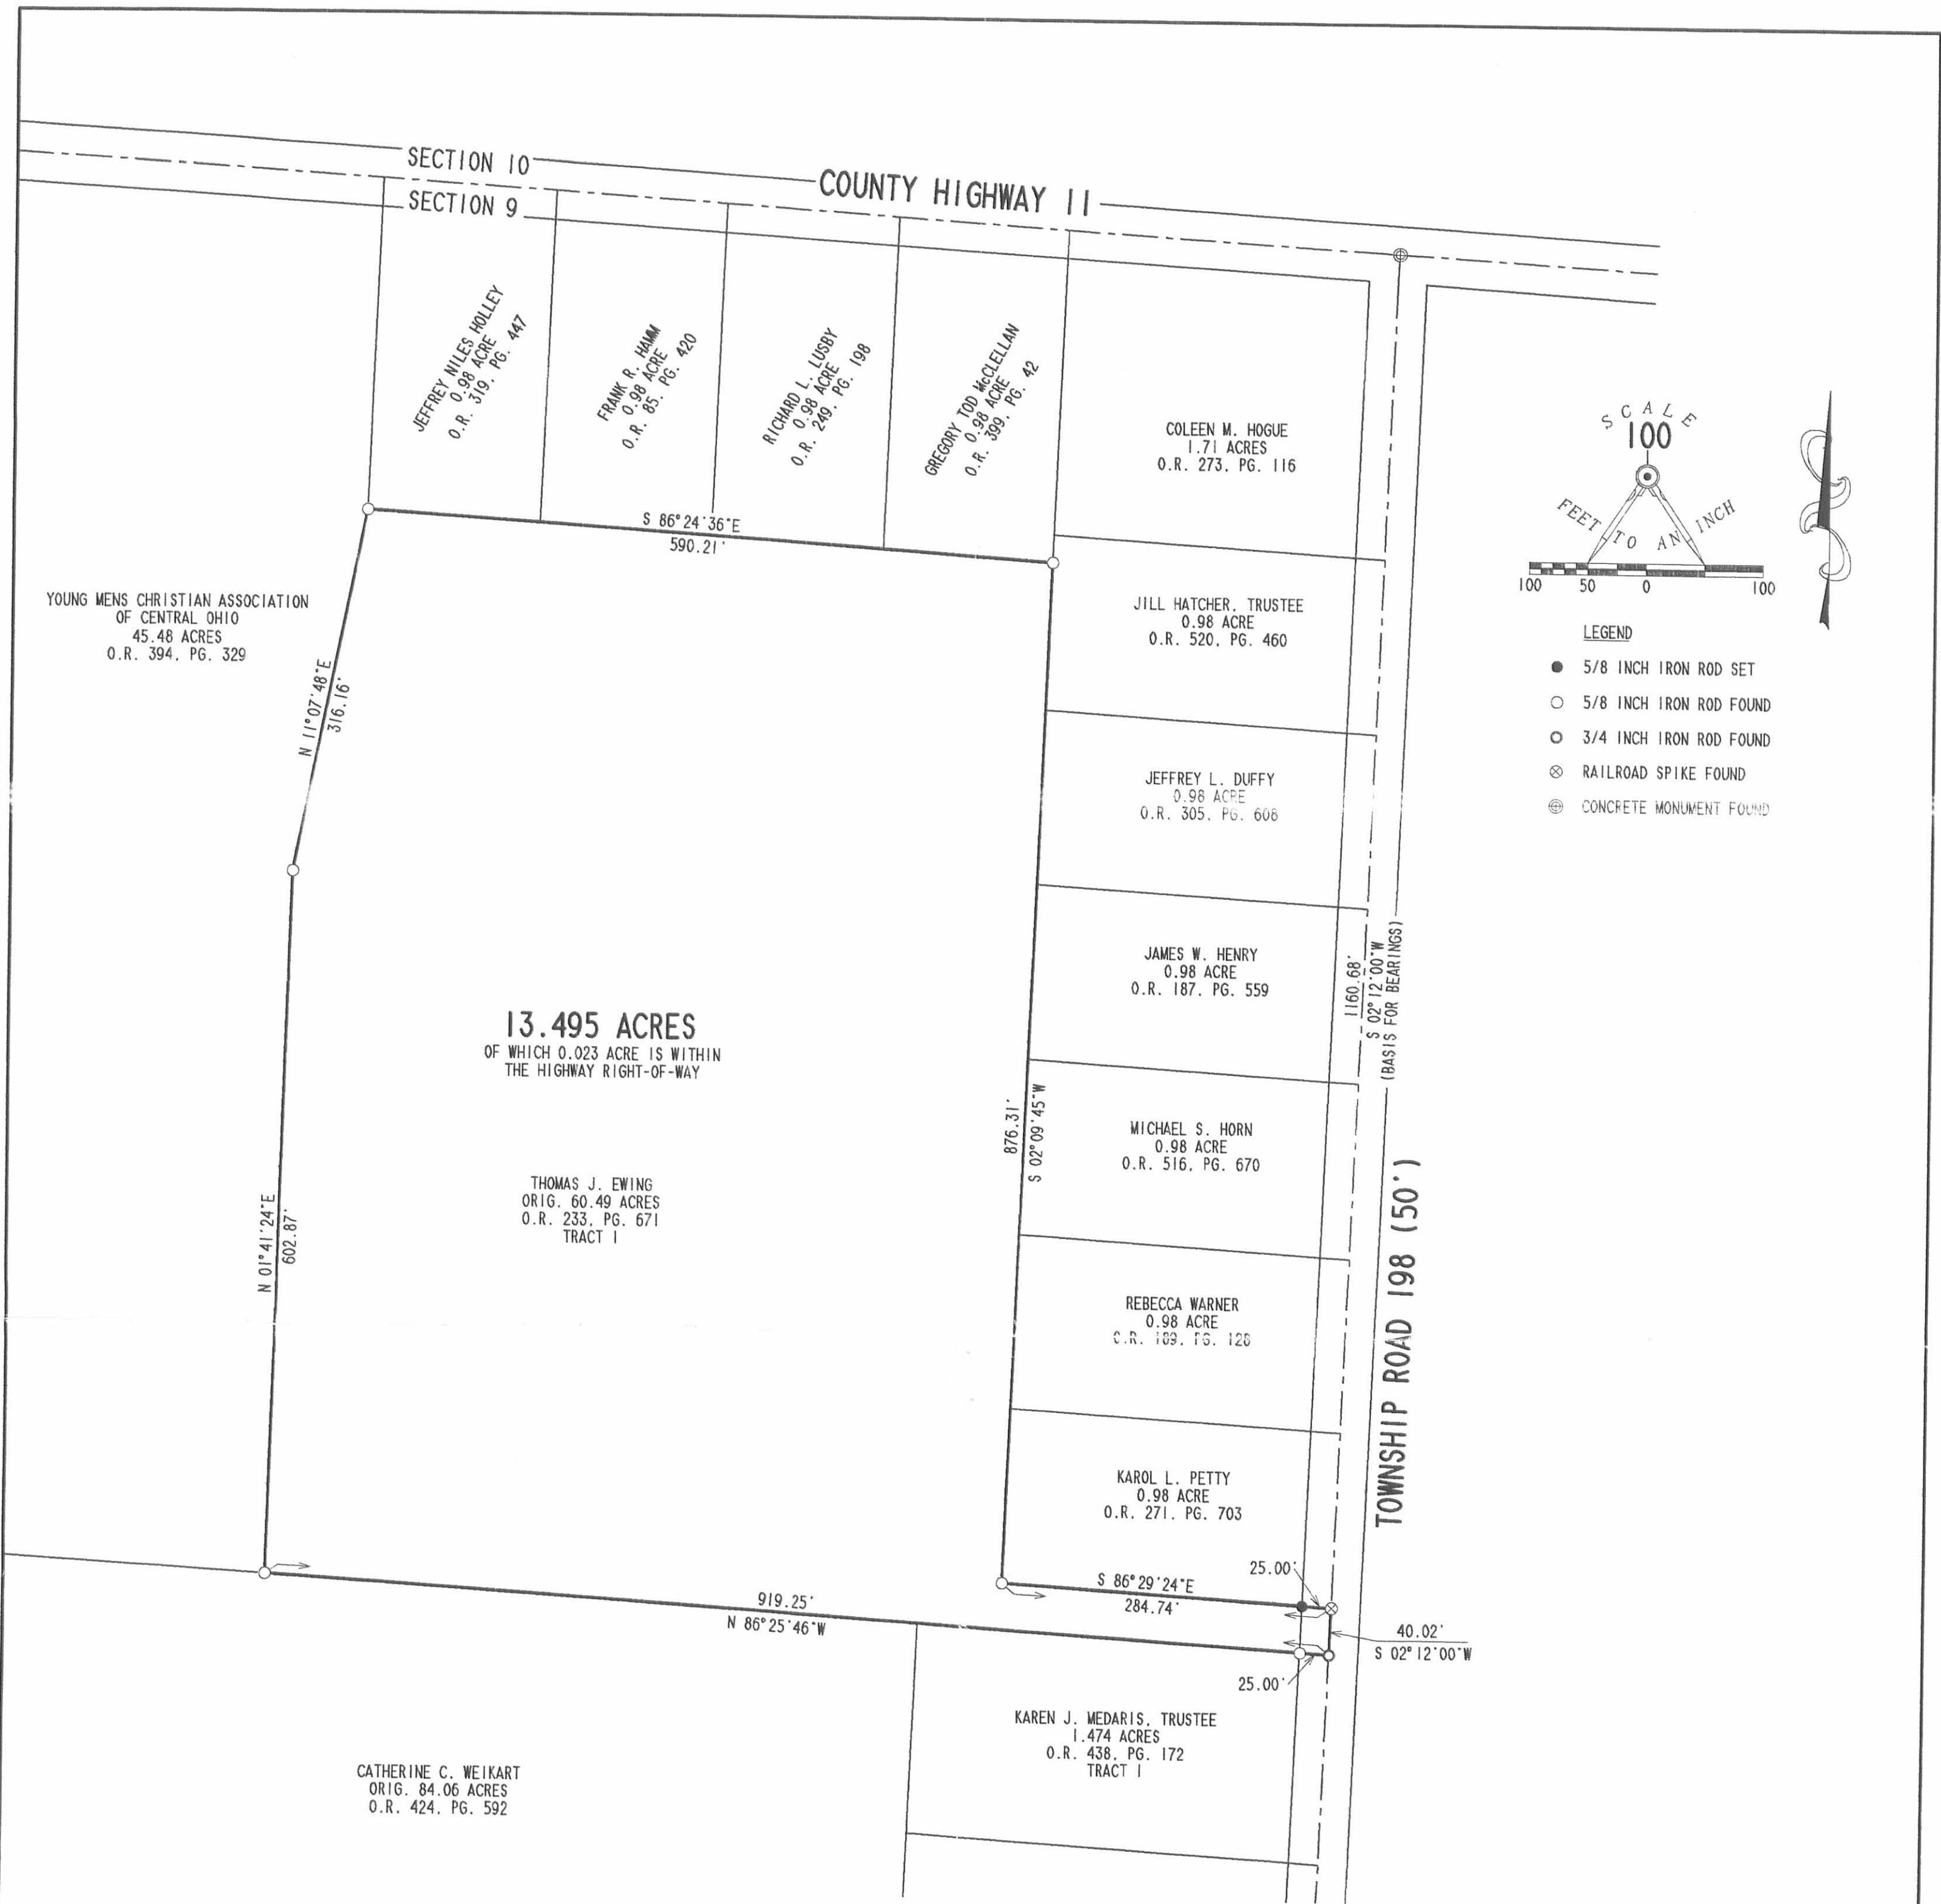 SECTION 10
COUNTY HIGHWAY 11
SECTION 9
JEFFREY NILES HOLLEY
0.98 ACRE
O.R. 319, PG. 447
FRANK R. HAMM
0.98 ACRE
O.R. 85, PG. 420
RICHARD L. LUSBY
0.98 ACRE
O.R. 249, PG. 198
GREGORY TOD McCLELLAN
0.98 ACRE
O.R. 399, PG. 42
COLEEN M. HOGUE
1.71 ACRES
O.R. 273, PG. 116
SCALE
100
FEET TO AN INCH
100 50 0 100
LEGEND
5/8 INCH IRON ROD SET
5/8 INCH IRON ROD FOUND
3/4 INCH IRON ROD FOUND
RAILROAD SPIKE FOUND
CONCRETE MONUMENT FOUND
S 86°24'36"E
590.21'
YOUNG MENS CHRISTIAN ASSOCIATION
OF CENTRAL OHIO
45.48 ACRES
O.R. 394, PG. 329
N 11°07'48"E
316.16'
JILL HATCHER, TRUSTEE
0.98 ACRE
O.R. 520, PG. 460
JEFFREY L. DUFFY
0.98 ACRE
O.R. 305, PG. 608
JAMES W. HENRY
0.98 ACRE
O.R. 187, PG. 559
1160.68'
S 02°12'00"W
(BASIS FOR BEARINGS)
13.495 ACRES
OF WHICH 0.023 ACRE IS WITHIN
THE HIGHWAY RIGHT-OF-WAY
876.31'
S 02°09'45"W
MICHAEL S. HORN
0.98 ACRE
O.R. 516, PG. 670
THOMAS J. EWING
ORIG. 60.49 ACRES
O.R. 233, PG. 671
TRACT 1
N 01°41'24"E
602.87'
TOWNSHIP ROAD 198 (50')
REBECCA WARNER
0.98 ACRE
O.R. 189, PG. 128
KAROL L. PETTY
0.98 ACRE
O.R. 271, PG. 703
25.00'
S 86°29'24"E
284.74'
919.25'
N 86°25'46"W
40.02'
S 02°12'00"W
25.00'
KAREN J. MEDARIS, TRUSTEE
1.474 ACRES
O.R. 438, PG. 172
TRACT 1
CATHERINE C. WEIKART
ORIG. 84.06 ACRES
O.R. 424, PG. 592